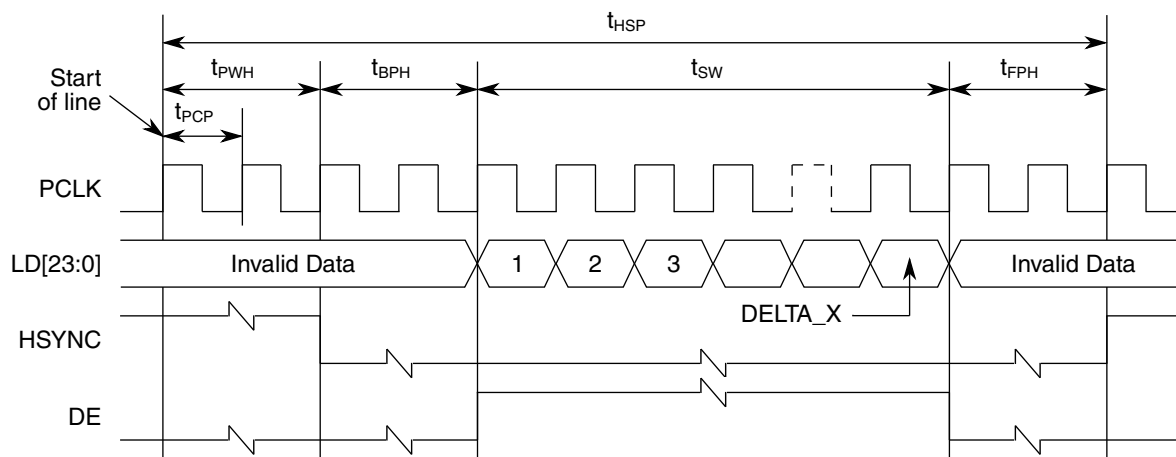 tHSP
tPWH
tBPH
tSW
tFPH
Start
of line
tPCP
PCLK
LD[23:0]
Invalid Data
1
2
3
Invalid Data
DELTA_X
HSYNC
DE